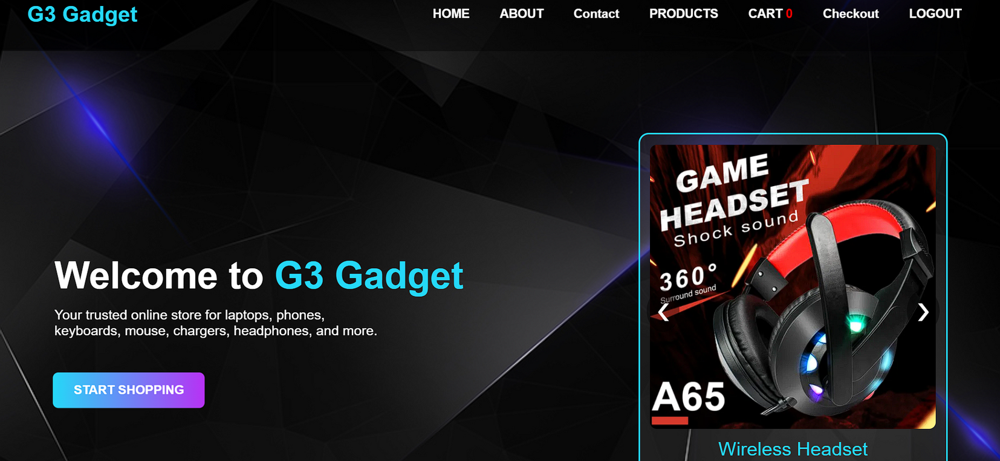 G3 Gadget
HOME ABOUT Contact PRODUCTS CART 0 Checkout LOGOUT
Welcome to G3 Gadget
Your trusted online store for laptops, phones,
keyboards, mouse, chargers, headphones, and more.
START SHOPPING
GAME
HEADSET
Shock sound
360°
Surround sound
A65
Wireless Headset